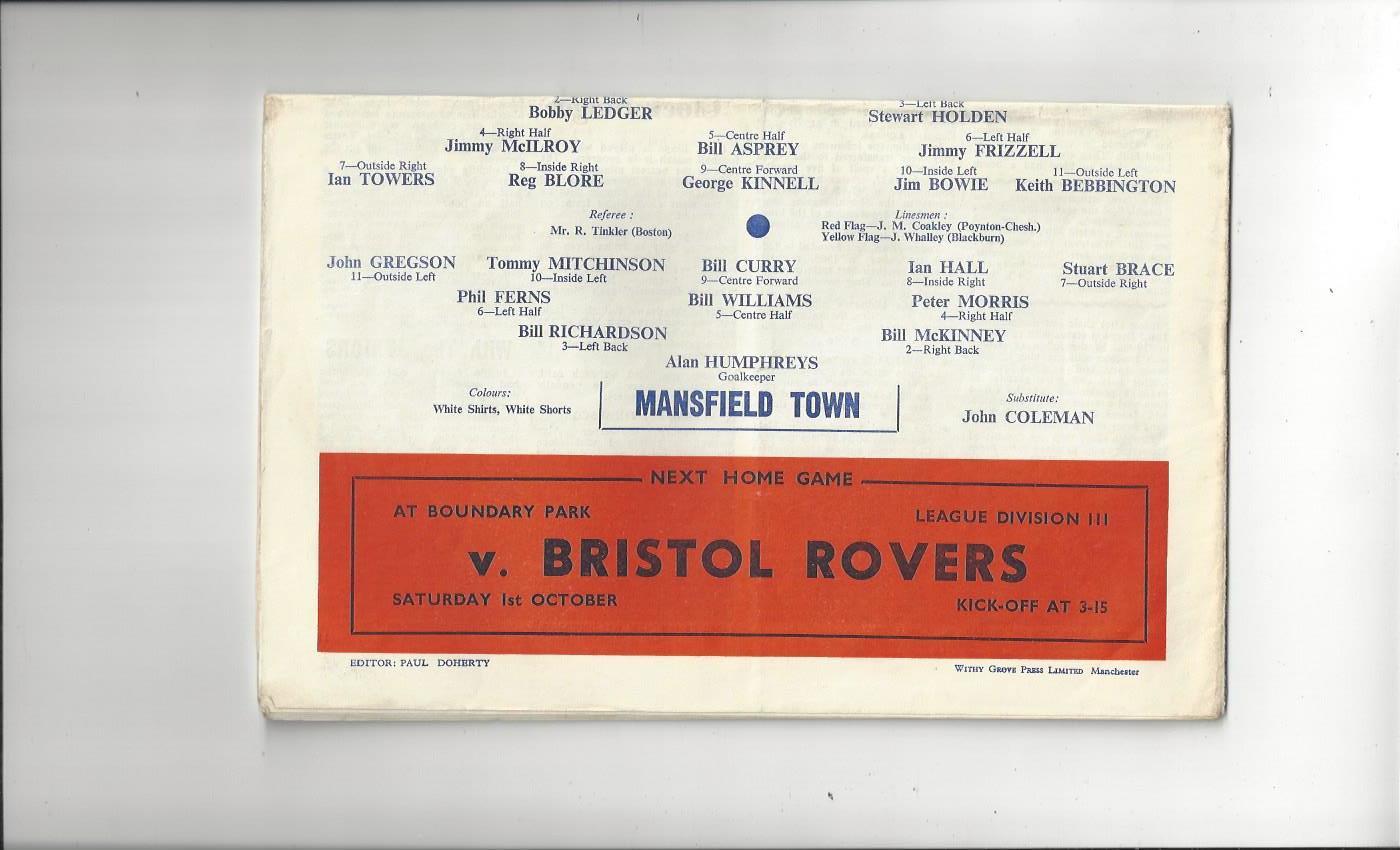 2—Right Back 3—Left Back
Bobby LEDGER Stewart HOLDEN
4—Right Half 5—Centre Half 6—Left Half
Jimmy McILROY Bill ASPREY Jimmy FRIZZELL
7—Outside Right 8—Inside Right 9—Centre Forward 10—Inside Left 11—Outside Left
Ian TOWERS Reg BLORE George KINNELL Jim BOWIE Keith BEBBINGTON
Referee : Linesmen :
Mr. R. Tinkler (Boston) Red Flag—J. M. Coakley (Poynton-Chesh.)
Yellow Flag—J. Whalley (Blackburn)
John GREGSON Tommy MITCHINSON Bill CURRY Ian HALL Stuart BRACE
11—Outside Left 10—Inside Left 9—Centre Forward 8—Inside Right 7—Outside Right
Phil FERNS Bill WILLIAMS Peter MORRIS
6—Left Half 5—Centre Half 4—Right Half
Bill RICHARDSON Bill McKINNEY
3—Left Back 2—Right Back
Alan HUMPHREYS
Goalkeeper
Colours: MANSFIELD TOWN Substitute:
White Shirts, White Shorts John COLEMAN
NEXT HOME GAME
AT BOUNDARY PARK LEAGUE DIVISION III
v. BRISTOL ROVERS
SATURDAY 1st OCTOBER KICK-OFF AT 3-15
EDITOR: PAUL DOHERTY WITHY GROVE PRESS LIMITED Manchester